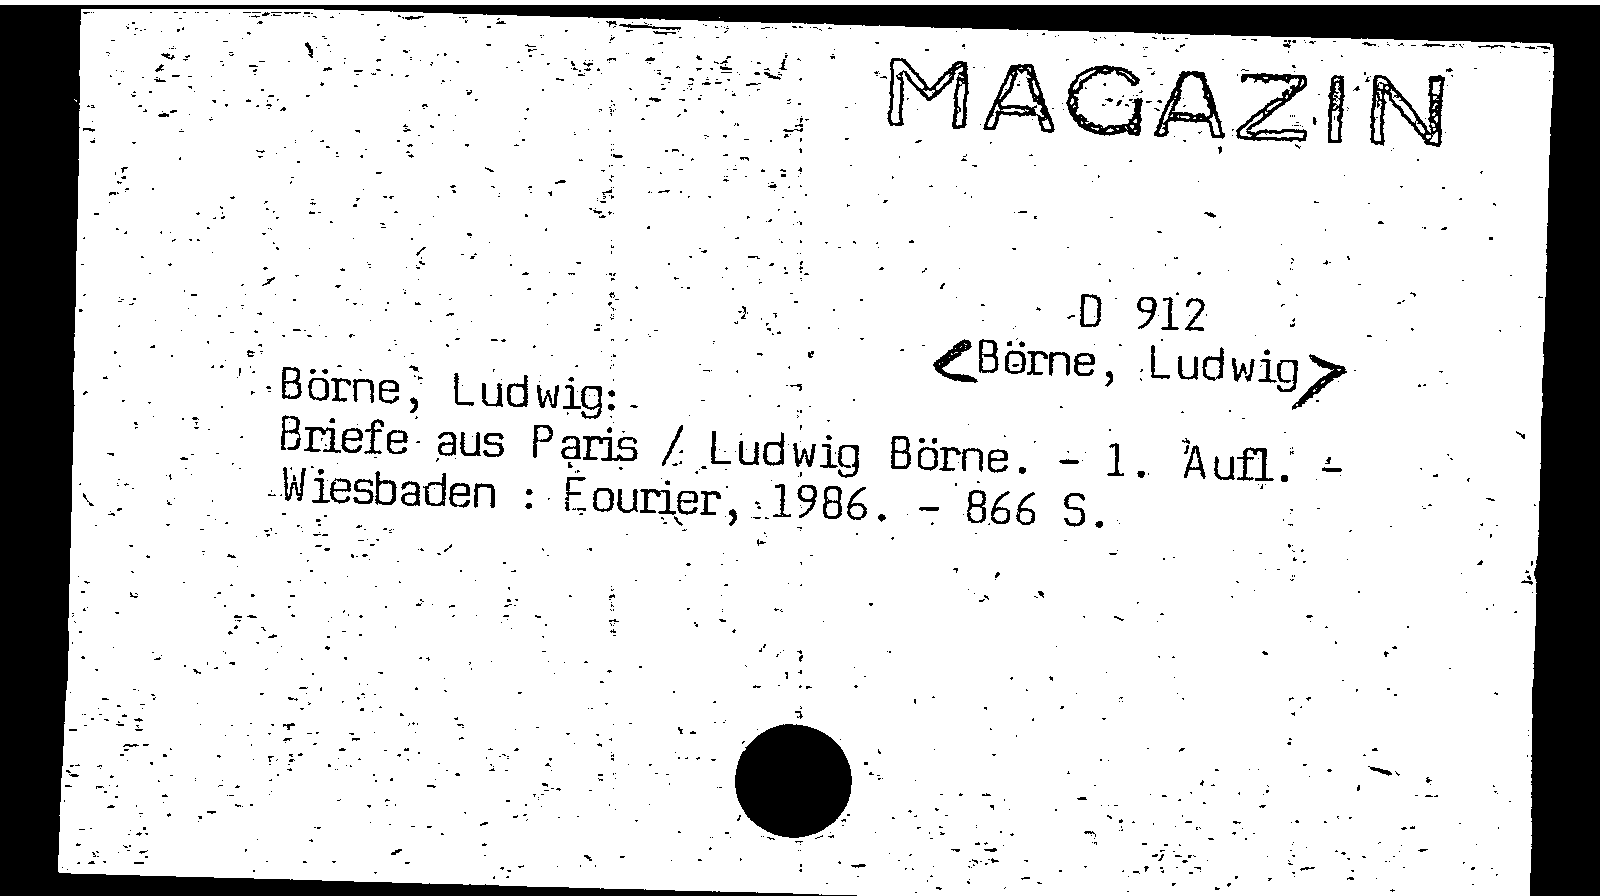 MAGAZIN
D 912
<Börne, Ludwig>
Börne, Ludwig:
Briefe aus Paris / Ludwig Börne. - 1. Aufl. -
Wiesbaden : Fourier, 1986. - 866 S.